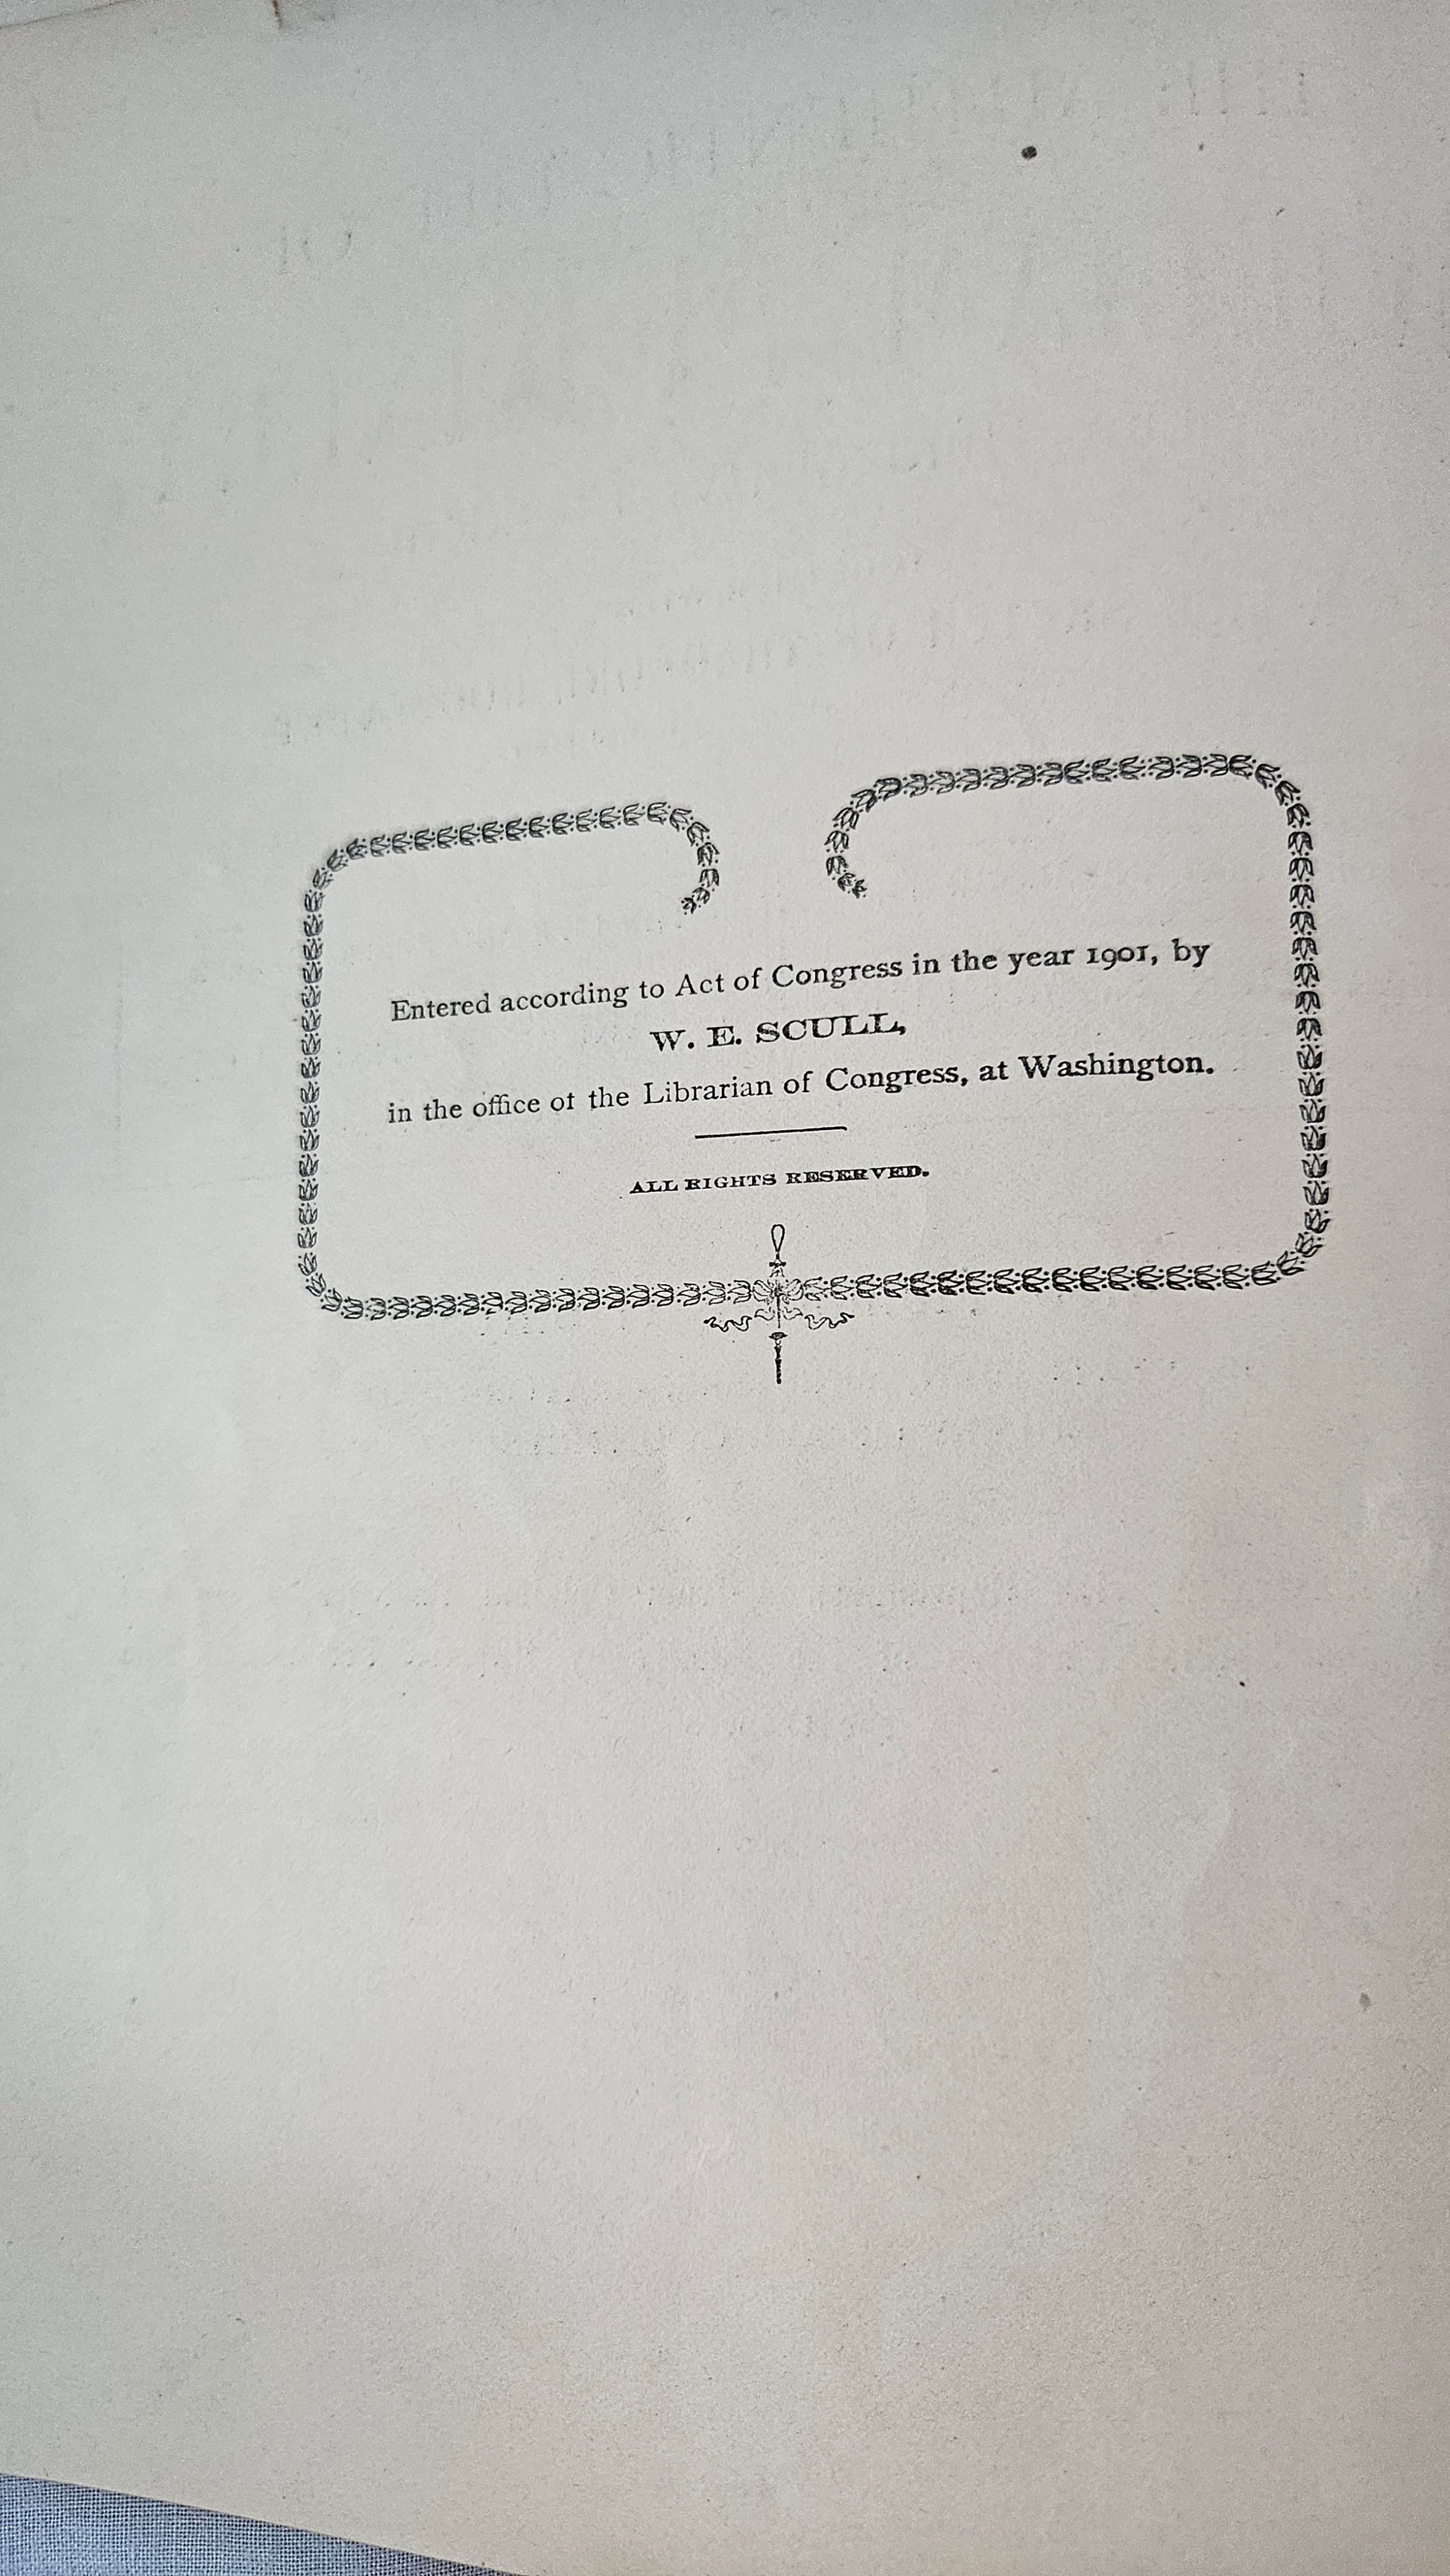 Entered according to Act of Congress in the year 1901, by
W. E. SCULL,
in the office of the Librarian of Congress, at Washington.
ALL RIGHTS RESERVED.